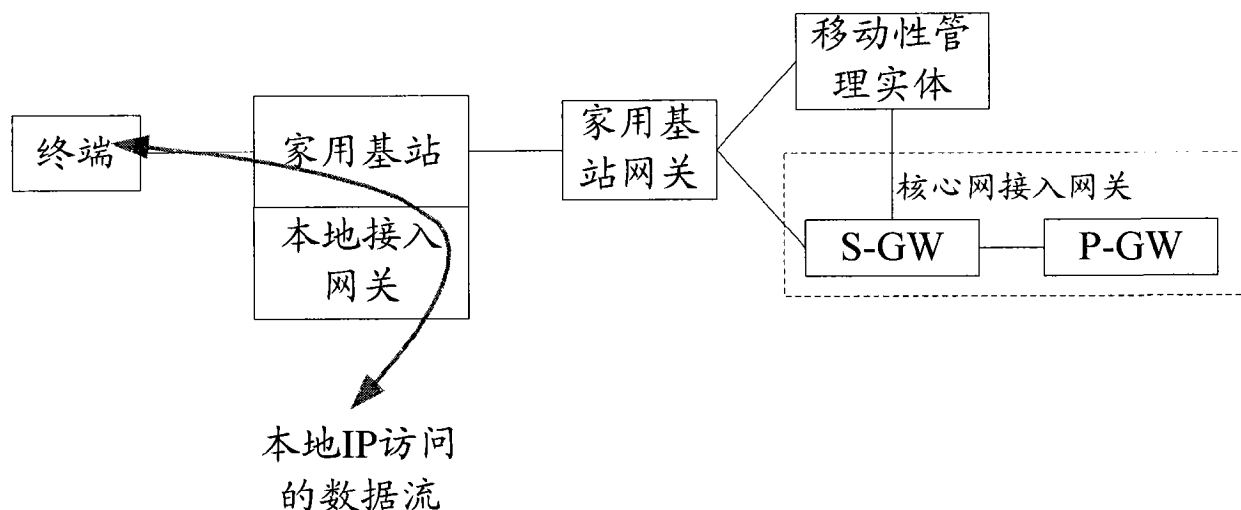 移动性管
理实体
终端
家用基站
家用基
站网关
核心网接入网关
本地接入
网关
S-GW
P-GW
本地IP访问
的数据流